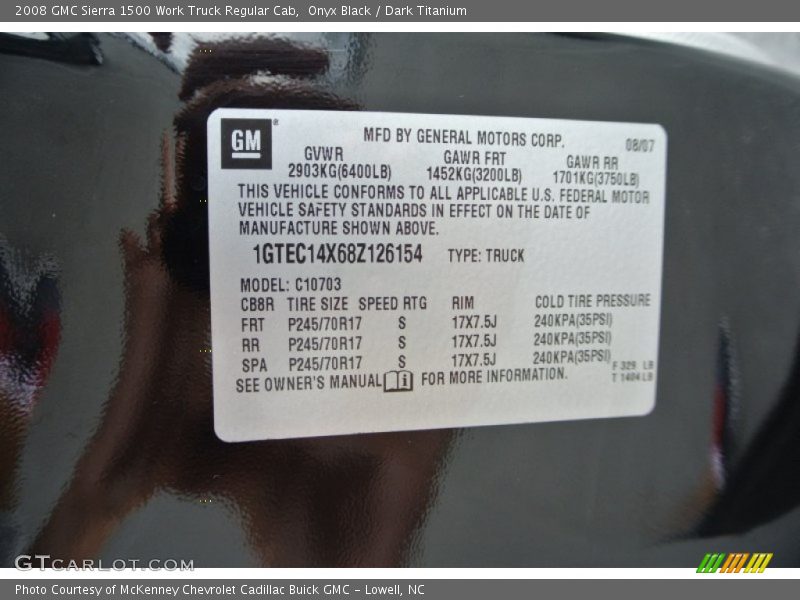 2008 GMC Sierra 1500 Work Truck Regular Cab, Onyx Black / Dark Titanium
GM®
MFD BY GENERAL MOTORS CORP. 08/07
GVWR GAWR FRT GAWR RR
2903KG(6400LB) 1452KG(3200LB) 1701KG(3750LB)
THIS VEHICLE CONFORMS TO ALL APPLICABLE U.S. FEDERAL MOTOR
VEHICLE SAFETY STANDARDS IN EFFECT ON THE DATE OF
MANUFACTURE SHOWN ABOVE.
1GTEC14X68Z126154 TYPE: TRUCK
MODEL: C10703
CB8R TIRE SIZE SPEED RTG RIM COLD TIRE PRESSURE
FRT P245/70R17 S 17X7.5J 240KPA(35PSI)
RR P245/70R17 S 17X7.5J 240KPA(35PSI)
SPA P245/70R17 S 17X7.5J 240KPA(35PSI)
SEE OWNER'S MANUAL FOR MORE INFORMATION.
F 329 LB
T 1404 LB
GTCARLOT.COM
Photo Courtesy of McKenney Chevrolet Cadillac Buick GMC - Lowell, NC